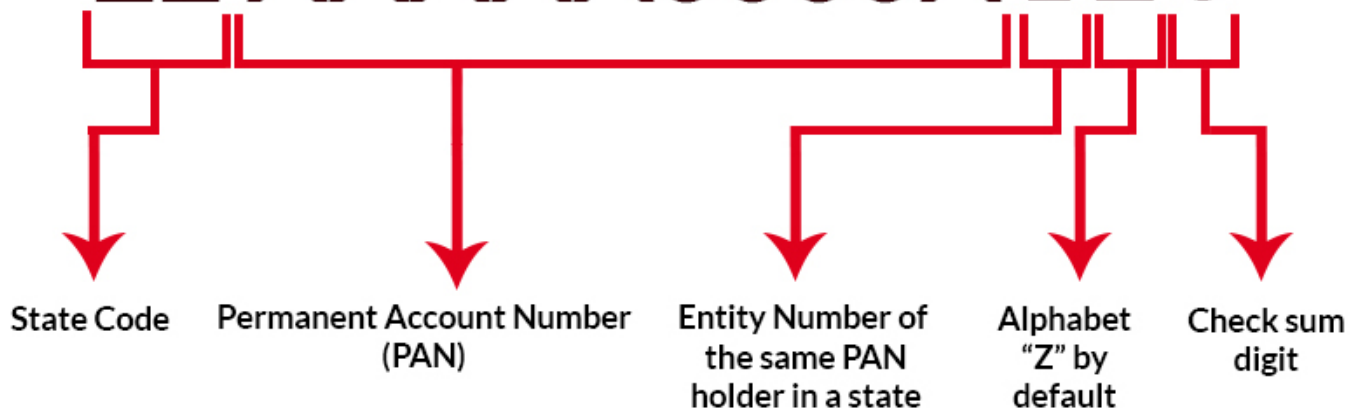 State Code
Permanent Account Number
(PAN)
Entity Number of
the same PAN
holder in a state
Alphabet
“Z” by
default
Check sum
digit